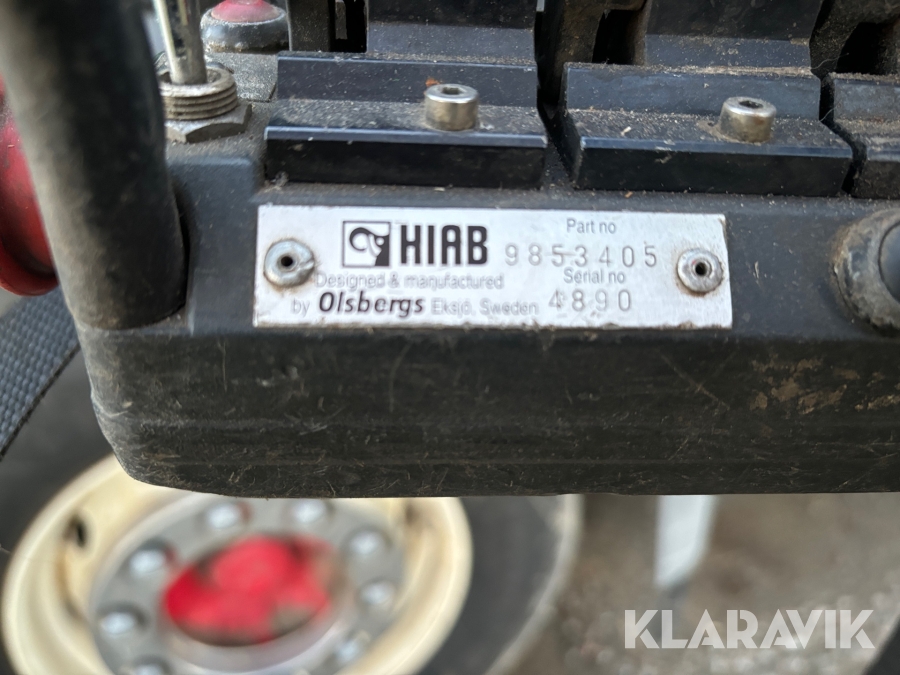 HIAB
Part no
9853405
Designed & manufactured
by Olsbergs Eksjö, Sweden
Serial no
4890
KLARAVIK